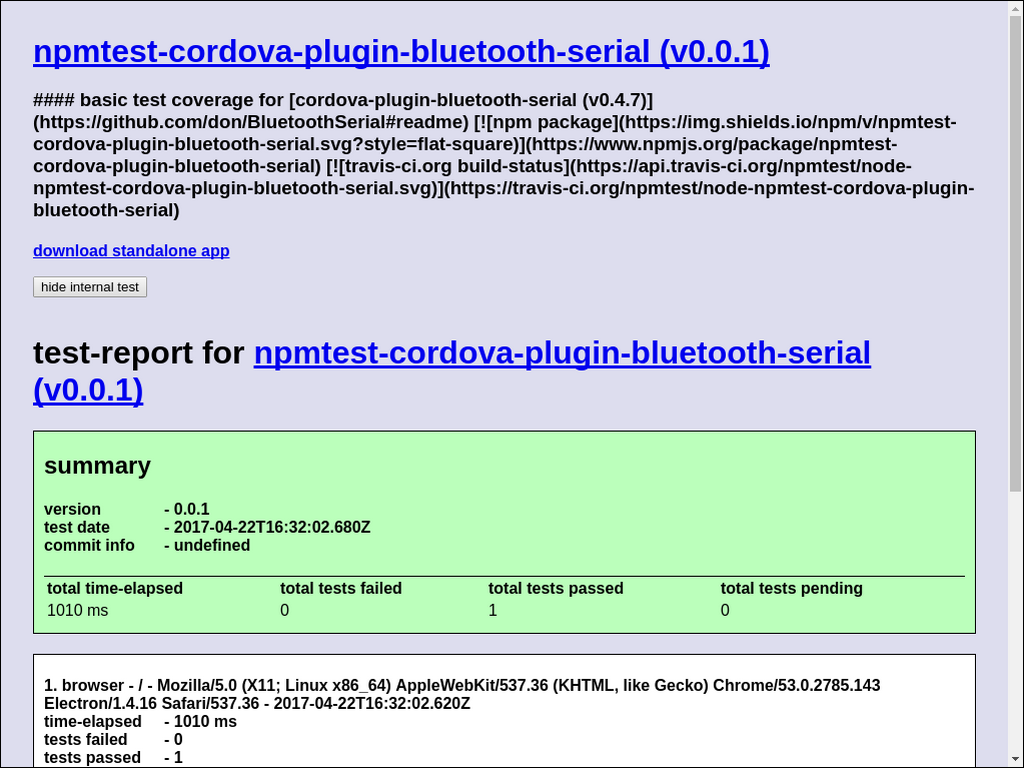 npmtest-cordova-plugin-bluetooth-serial (v0.0.1)
#### basic test coverage for [cordova-plugin-bluetooth-serial (v0.4.7)]
(https://github.com/don/BluetoothSerial#readme) [![npm package](https://img.shields.io/npm/v/npmtest-
cordova-plugin-bluetooth-serial.svg?style=flat-square)](https://www.npmjs.org/package/npmtest-
cordova-plugin-bluetooth-serial) [![travis-ci.org build-status](https://api.travis-ci.org/npmtest/node-
npmtest-cordova-plugin-bluetooth-serial.svg)](https://travis-ci.org/npmtest/node-npmtest-cordova-plugin-
bluetooth-serial)
download standalone app
hide internal test
test-report for npmtest-cordova-plugin-bluetooth-serial
(v0.0.1)
summary
version - 0.0.1
test date - 2017-04-22T16:32:02.680Z
commit info - undefined
total time-elapsed total tests failed total tests passed total tests pending
1010 ms 0 1 0
1. browser - / - Mozilla/5.0 (X11; Linux x86_64) AppleWebKit/537.36 (KHTML, like Gecko) Chrome/53.0.2785.143
Electron/1.4.16 Safari/537.36 - 2017-04-22T16:32:02.620Z
time-elapsed - 1010 ms
tests failed - 0
tests passed - 1